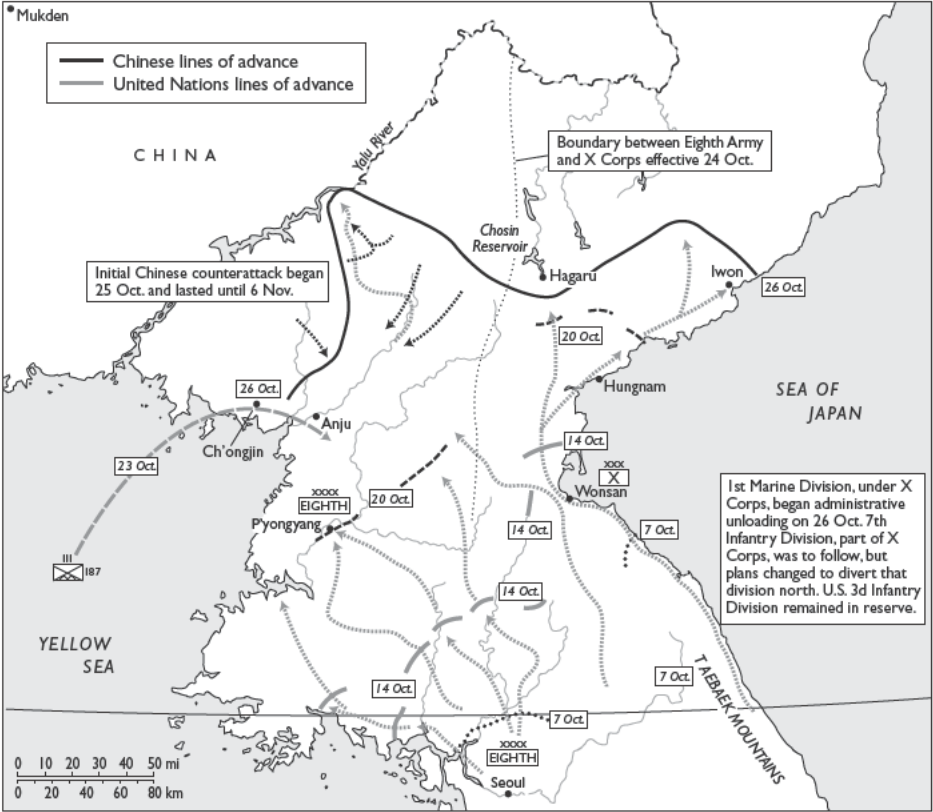 Mukden
Chinese lines of advance
United Nations lines of advance
CHINA
Yalu River
Boundary between Eighth Army
and X Corps effective 24 Oct.
Chosin
Reservoir
Hagaru
Iwon
26 Oct.
Initial Chinese counterattack began
25 Oct. and lasted until 6 Nov.
20 Oct.
Hungnam
SEA OF
JAPAN
26 Oct.
Anju
Ch'ongjin
23 Oct.
14 Oct.
XXX
X
Wonsan
XXXX
EIGHTH
20 Oct.
P'yongyang
14 Oct.
7 Oct.
1st Marine Division, under X
Corps, began administrative
unloading on 26 Oct. 7th
Infantry Division, part of X
Corps, was to follow, but
plans changed to divert that
division north. U.S. 3d Infantry
Division remained in reserve.
III
187
14 Oct.
YELLOW
SEA
14 Oct.
7 Oct.
TAEBAEK MOUNTAINS
7 Oct.
XXXX
EIGHTH
Seoul
0 10 20 30 40 50 mi
0 20 40 60 80 km